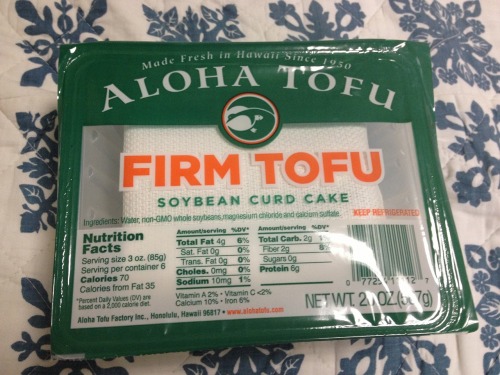 Made Fresh in Hawaii Since 1950
ALOHA TOFU
FIRM TOFU
SOYBEAN CURD CAKE
Ingredients: Water, non-GMO whole soybeans, magnesium chloride and calcium sulfate.
KEEP REFRIGERATED
Nutrition
Facts
Serving size 3 oz. (85g)
Serving per container 6
Calories 70
Calories from Fat 35
*Percent Daily Values (DV) are
based on a 2,000 calorie diet.
Amount/serving %DV*
Total Fat 4g 6%
Sat. Fat 0g 0%
Trans. Fat 0g 0%
Choles. 0mg 0%
Sodium 10mg 1%
Amount/serving %DV*
Total Carb. 2g
Fiber 2g
Sugars 0g
Protein 6g
Vitamin A 2% • Vitamin C <2%
Calcium 10% • Iron 6%
NET WT. OZ.
Aloha Tofu Factory Inc., Honolulu, Hawaii 96817 • www.alohatofu.com